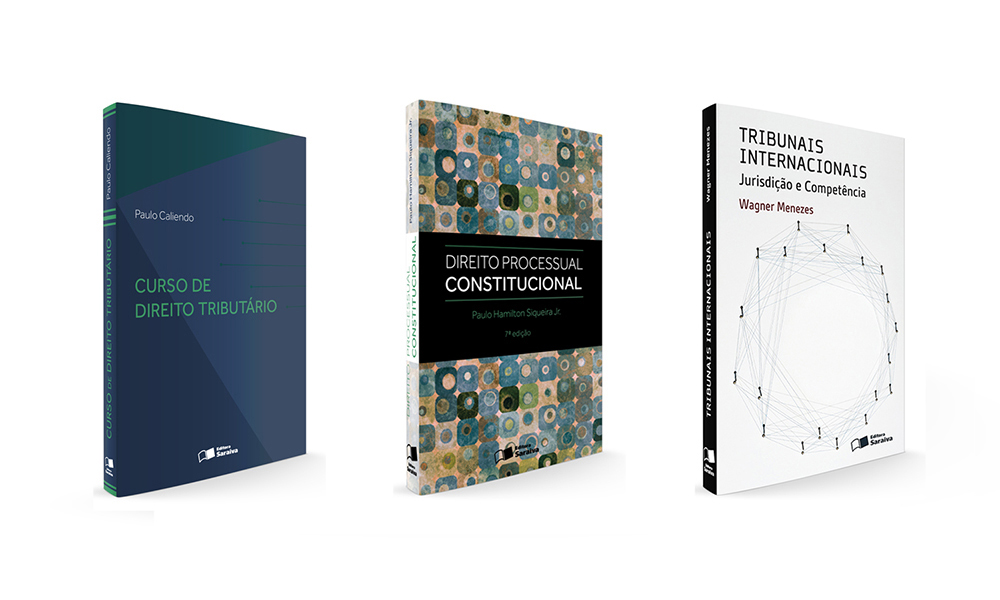 Paulo Caliendo
CURSO DE DIREITO TRIBUTÁRIO
Paulo Caliendo
CURSO DE
DIREITO TRIBUTÁRIO
Editora
Saraiva
Paulo Hamilton Siqueira Jr.
DIREITO PROCESSUAL
CONSTITUCIONAL
DIREITO PROCESSUAL
CONSTITUCIONAL
Paulo Hamilton Siqueira Jr.
7ª edição
Editora
Saraiva
Wagner Menezes
TRIBUNAIS INTERNACIONAIS
TRIBUNAIS
INTERNACIONAIS
Jurisdição e Competência
Wagner Menezes
Editora
Saraiva